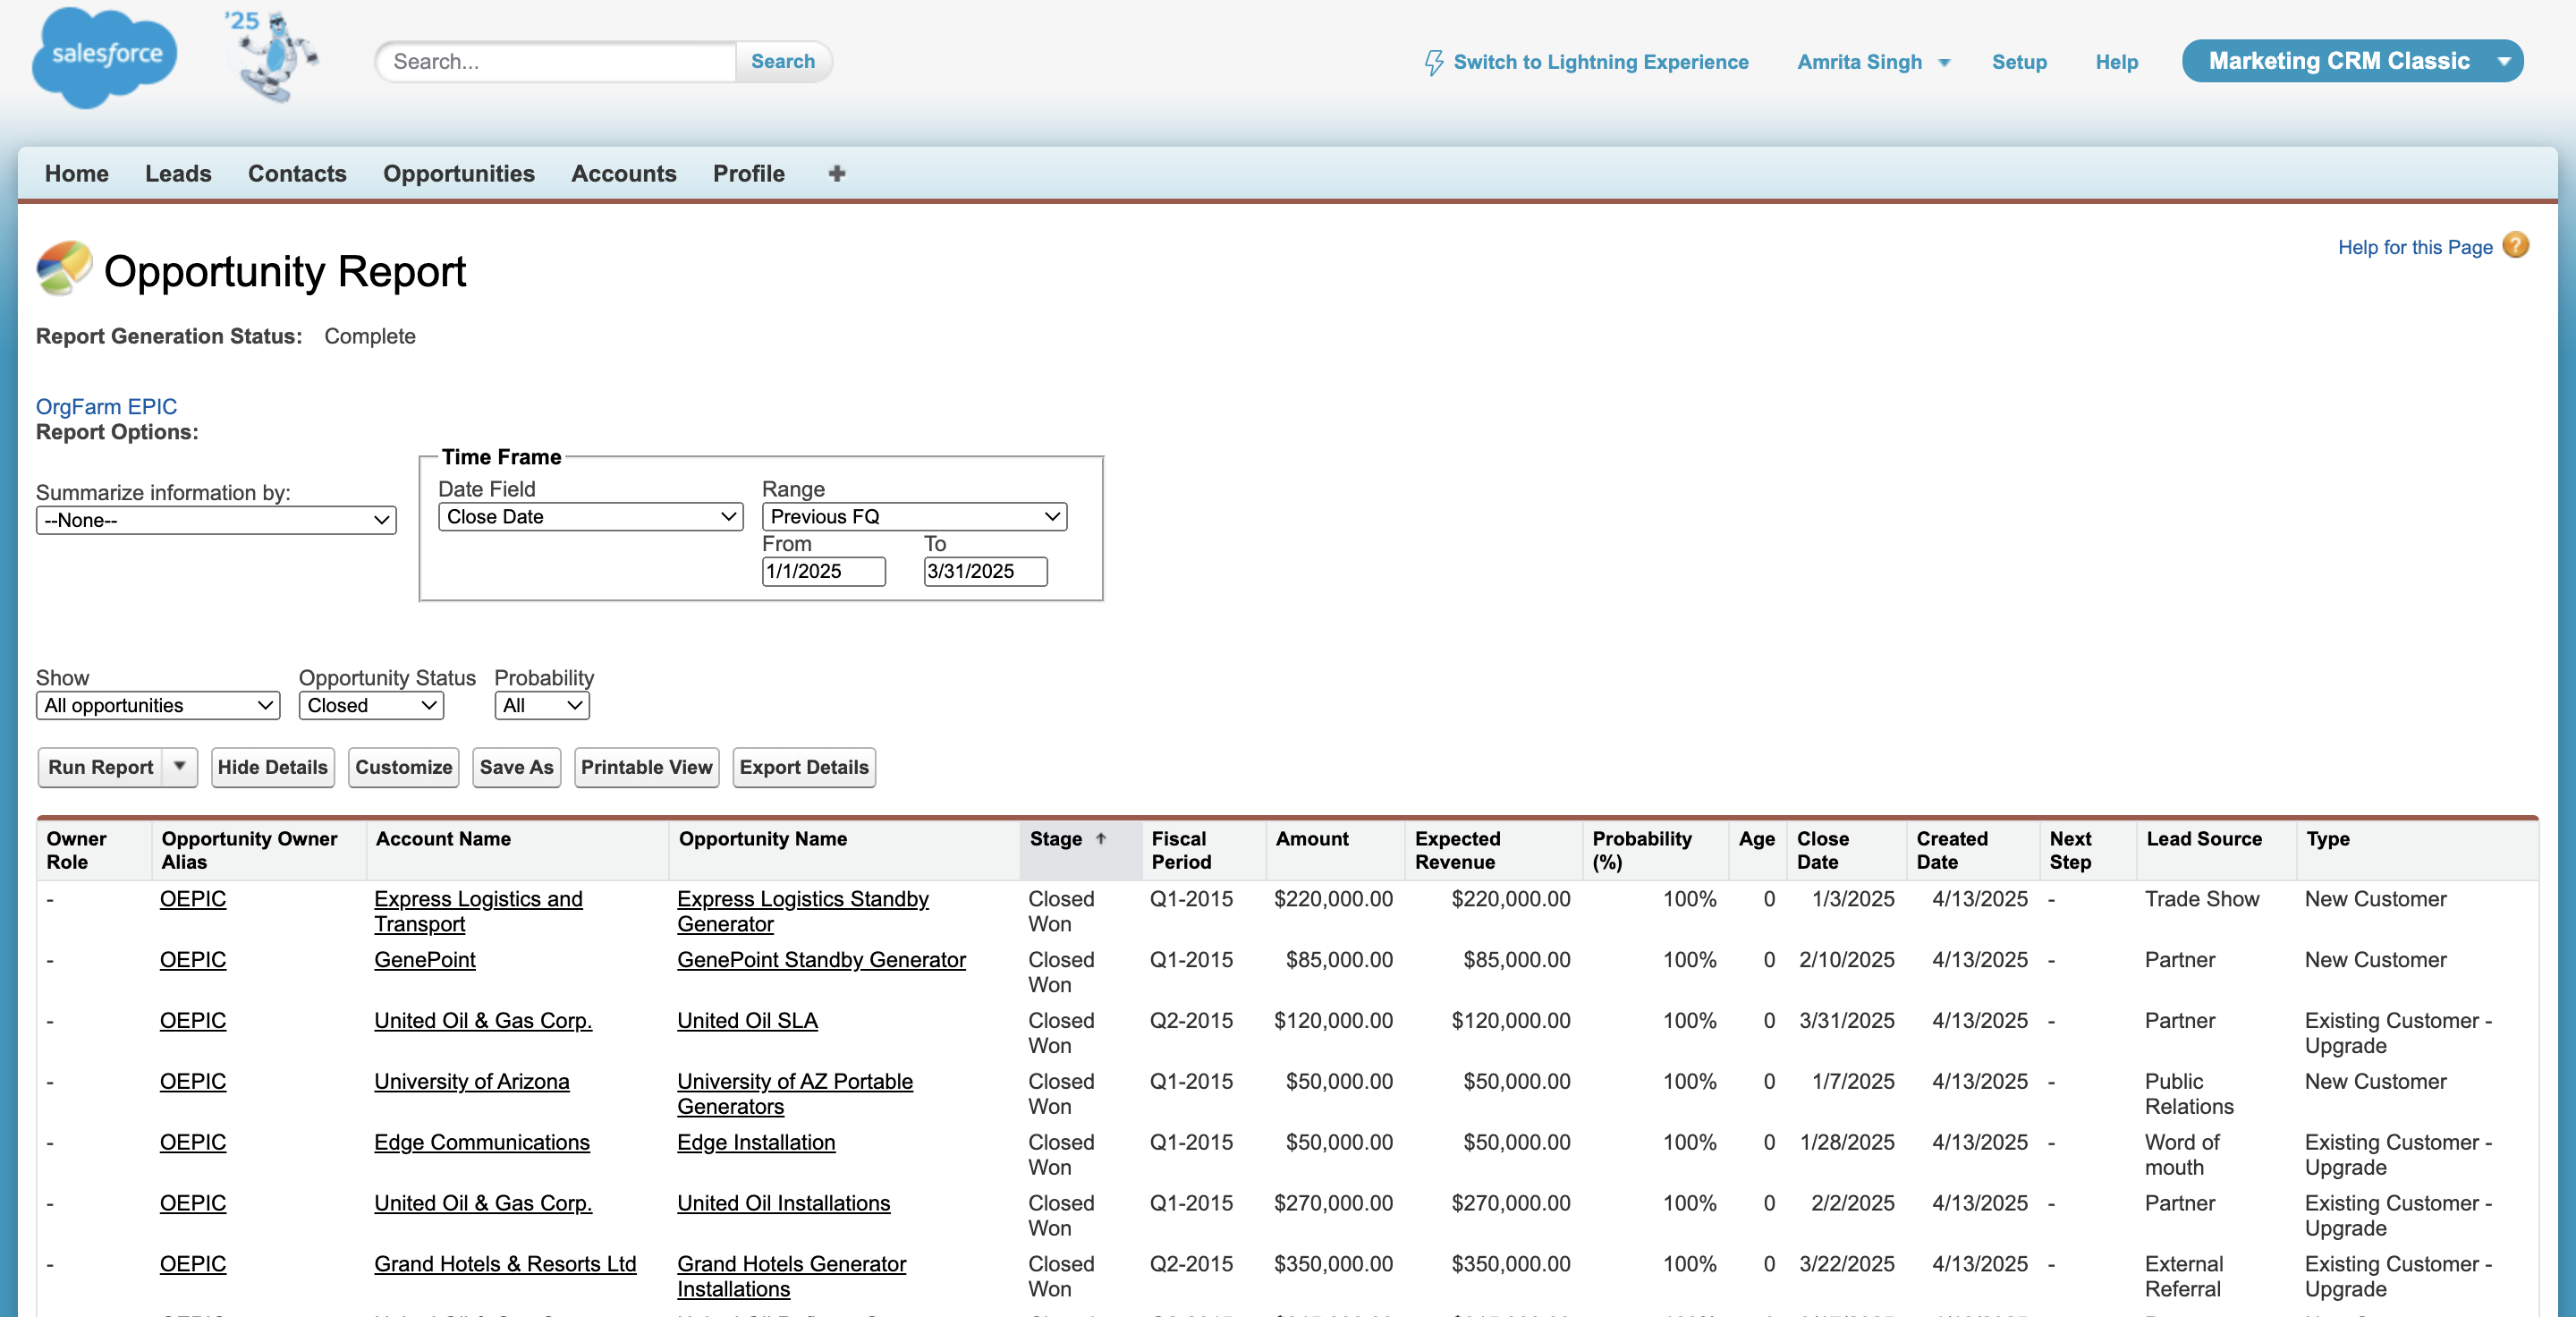 salesforce
'25
Search...
Search
Switch to Lightning Experience
Amrita Singh
Setup
Help
Marketing CRM Classic
Home
Leads
Contacts
Opportunities
Accounts
Profile
Opportunity Report
Help for this Page
?
Report Generation Status: Complete
OrgFarm EPIC
Report Options:
Time Frame
Summarize information by:
--None--
Date Field
Range
Close Date
Previous FQ
From
To
1/1/2025
3/31/2025
Show
Opportunity Status
Probability
All opportunities
Closed
All
Run Report
Hide Details
Customize
Save As
Printable View
Export Details
Owner Role
Opportunity Owner Alias
Account Name
Opportunity Name
Stage
Fiscal Period
Amount
Expected Revenue
Probability (%)
Age
Close Date
Created Date
Next Step
Lead Source
Type
- OEPIC Express Logistics and Transport Express Logistics Standby Generator Closed Won Q1-2015 $220,000.00 $220,000.00 100% 0 1/3/2025 4/13/2025 - Trade Show New Customer
- OEPIC GenePoint GenePoint Standby Generator Closed Won Q1-2015 $85,000.00 $85,000.00 100% 0 2/10/2025 4/13/2025 - Partner New Customer
- OEPIC United Oil & Gas Corp. United Oil SLA Closed Won Q2-2015 $120,000.00 $120,000.00 100% 0 3/31/2025 4/13/2025 - Partner Existing Customer - Upgrade
- OEPIC University of Arizona University of AZ Portable Generators Closed Won Q1-2015 $50,000.00 $50,000.00 100% 0 1/7/2025 4/13/2025 - Public Relations New Customer
- OEPIC Edge Communications Edge Installation Closed Won Q1-2015 $50,000.00 $50,000.00 100% 0 1/28/2025 4/13/2025 - Word of mouth Existing Customer - Upgrade
- OEPIC United Oil & Gas Corp. United Oil Installations Closed Won Q1-2015 $270,000.00 $270,000.00 100% 0 2/2/2025 4/13/2025 - Partner Existing Customer - Upgrade
- OEPIC Grand Hotels & Resorts Ltd Grand Hotels Generator Installations Closed Won Q2-2015 $350,000.00 $350,000.00 100% 0 3/22/2025 4/13/2025 - External Referral Existing Customer - Upgrade